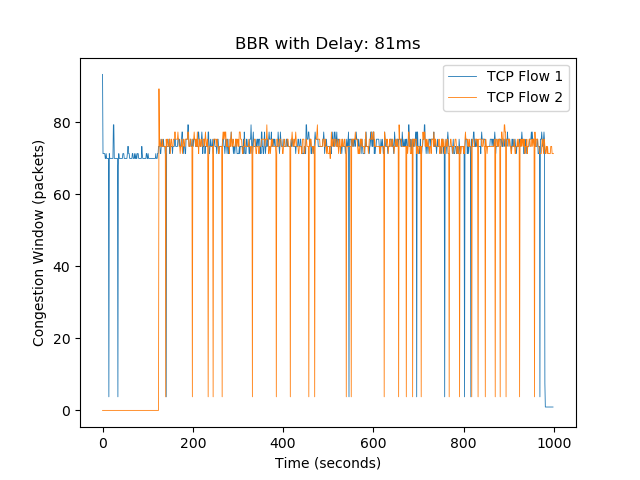 BBR with Delay: 81ms
TCP Flow 1
TCP Flow 2
Congestion Window (packets)
80
60
40
20
0
0 200 400 600 800 1000
Time (seconds)